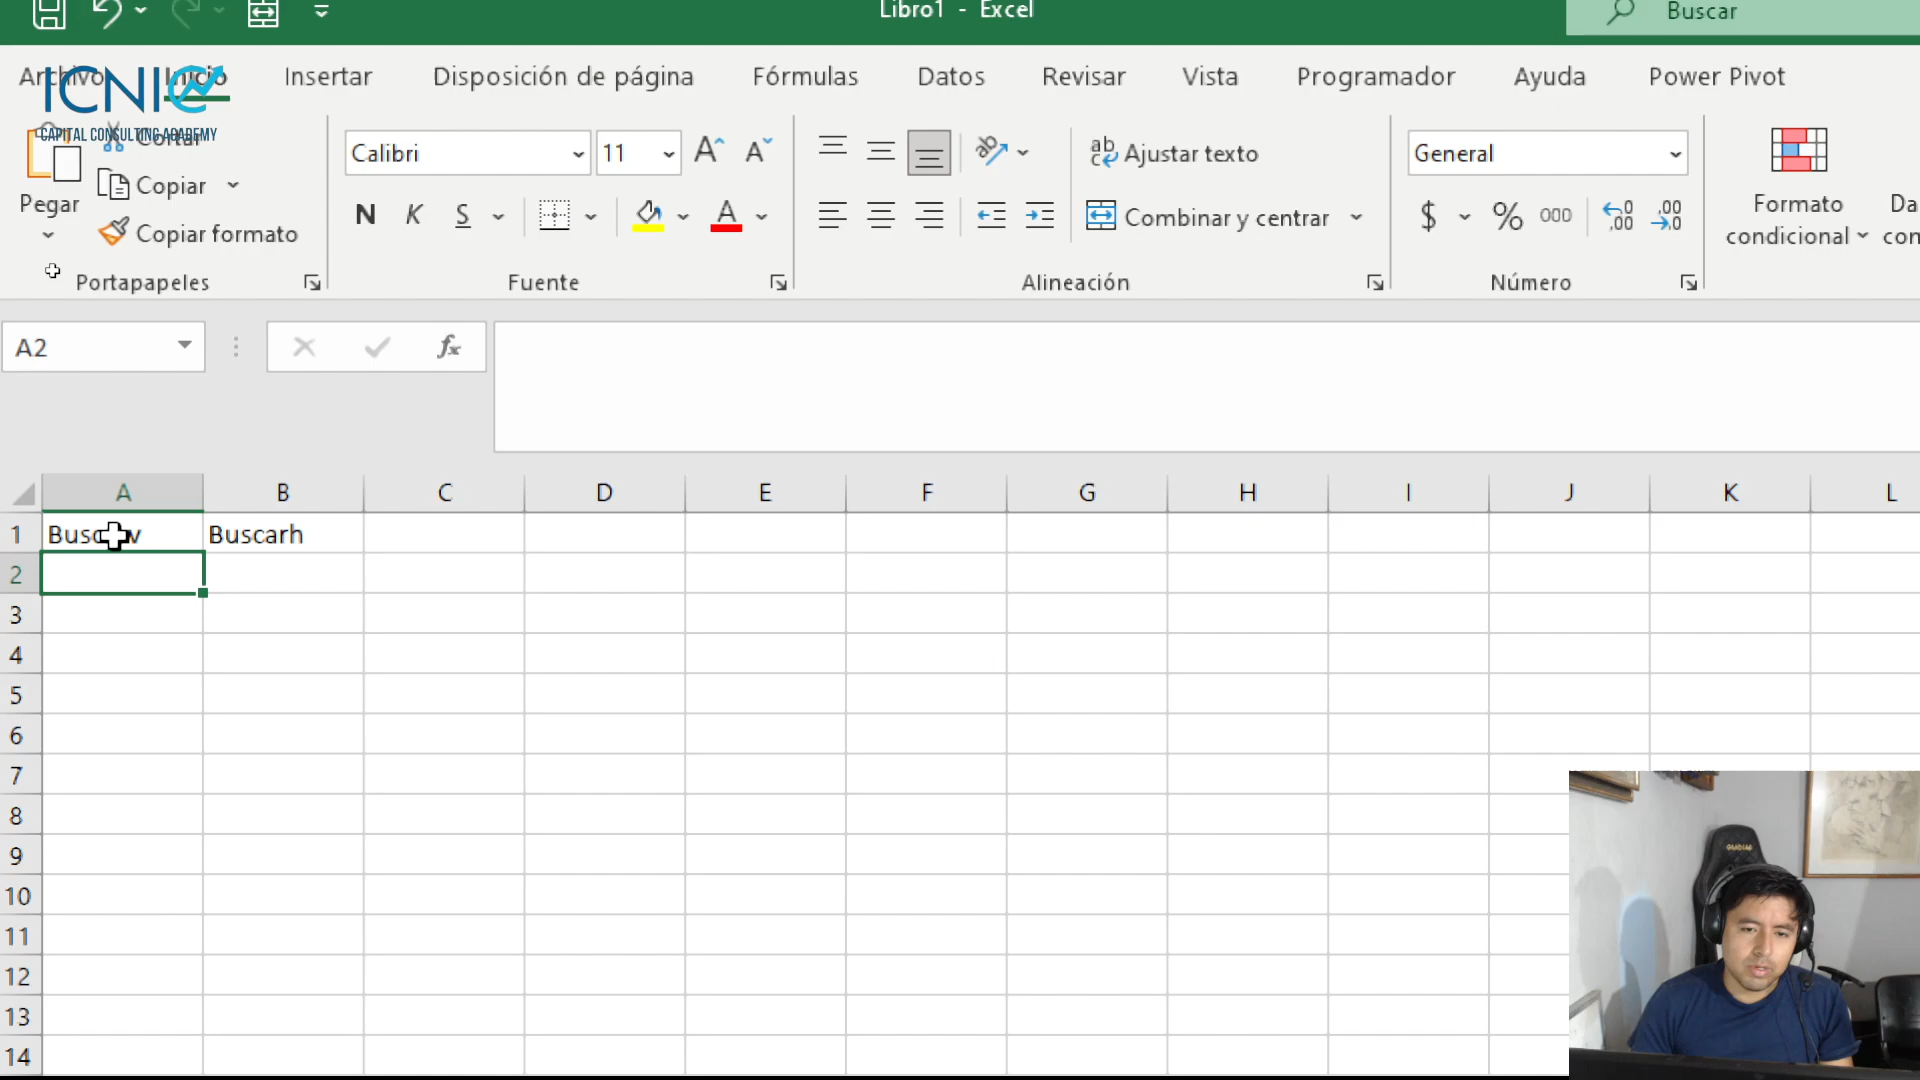 Libro1 - Excel
Buscar
Archivo Inicio Insertar Disposición de página Fórmulas Datos Revisar Vista Programador Ayuda Power Pivot
ICNI@
CAPITAL CONSULTING ACADEMY
Cortar
Calibri 11 Ajustar texto General
Copiar
Pegar
N K S Combinar y centrar $ % 000
Formato
condicional
Copiar formato
Portapapeles Fuente Alineación Número
A2 fx
A B C D E F G H I J K L
1 Buscarv Buscarh
2
3
4
5
6
7
8
9
10
11
12
13
14